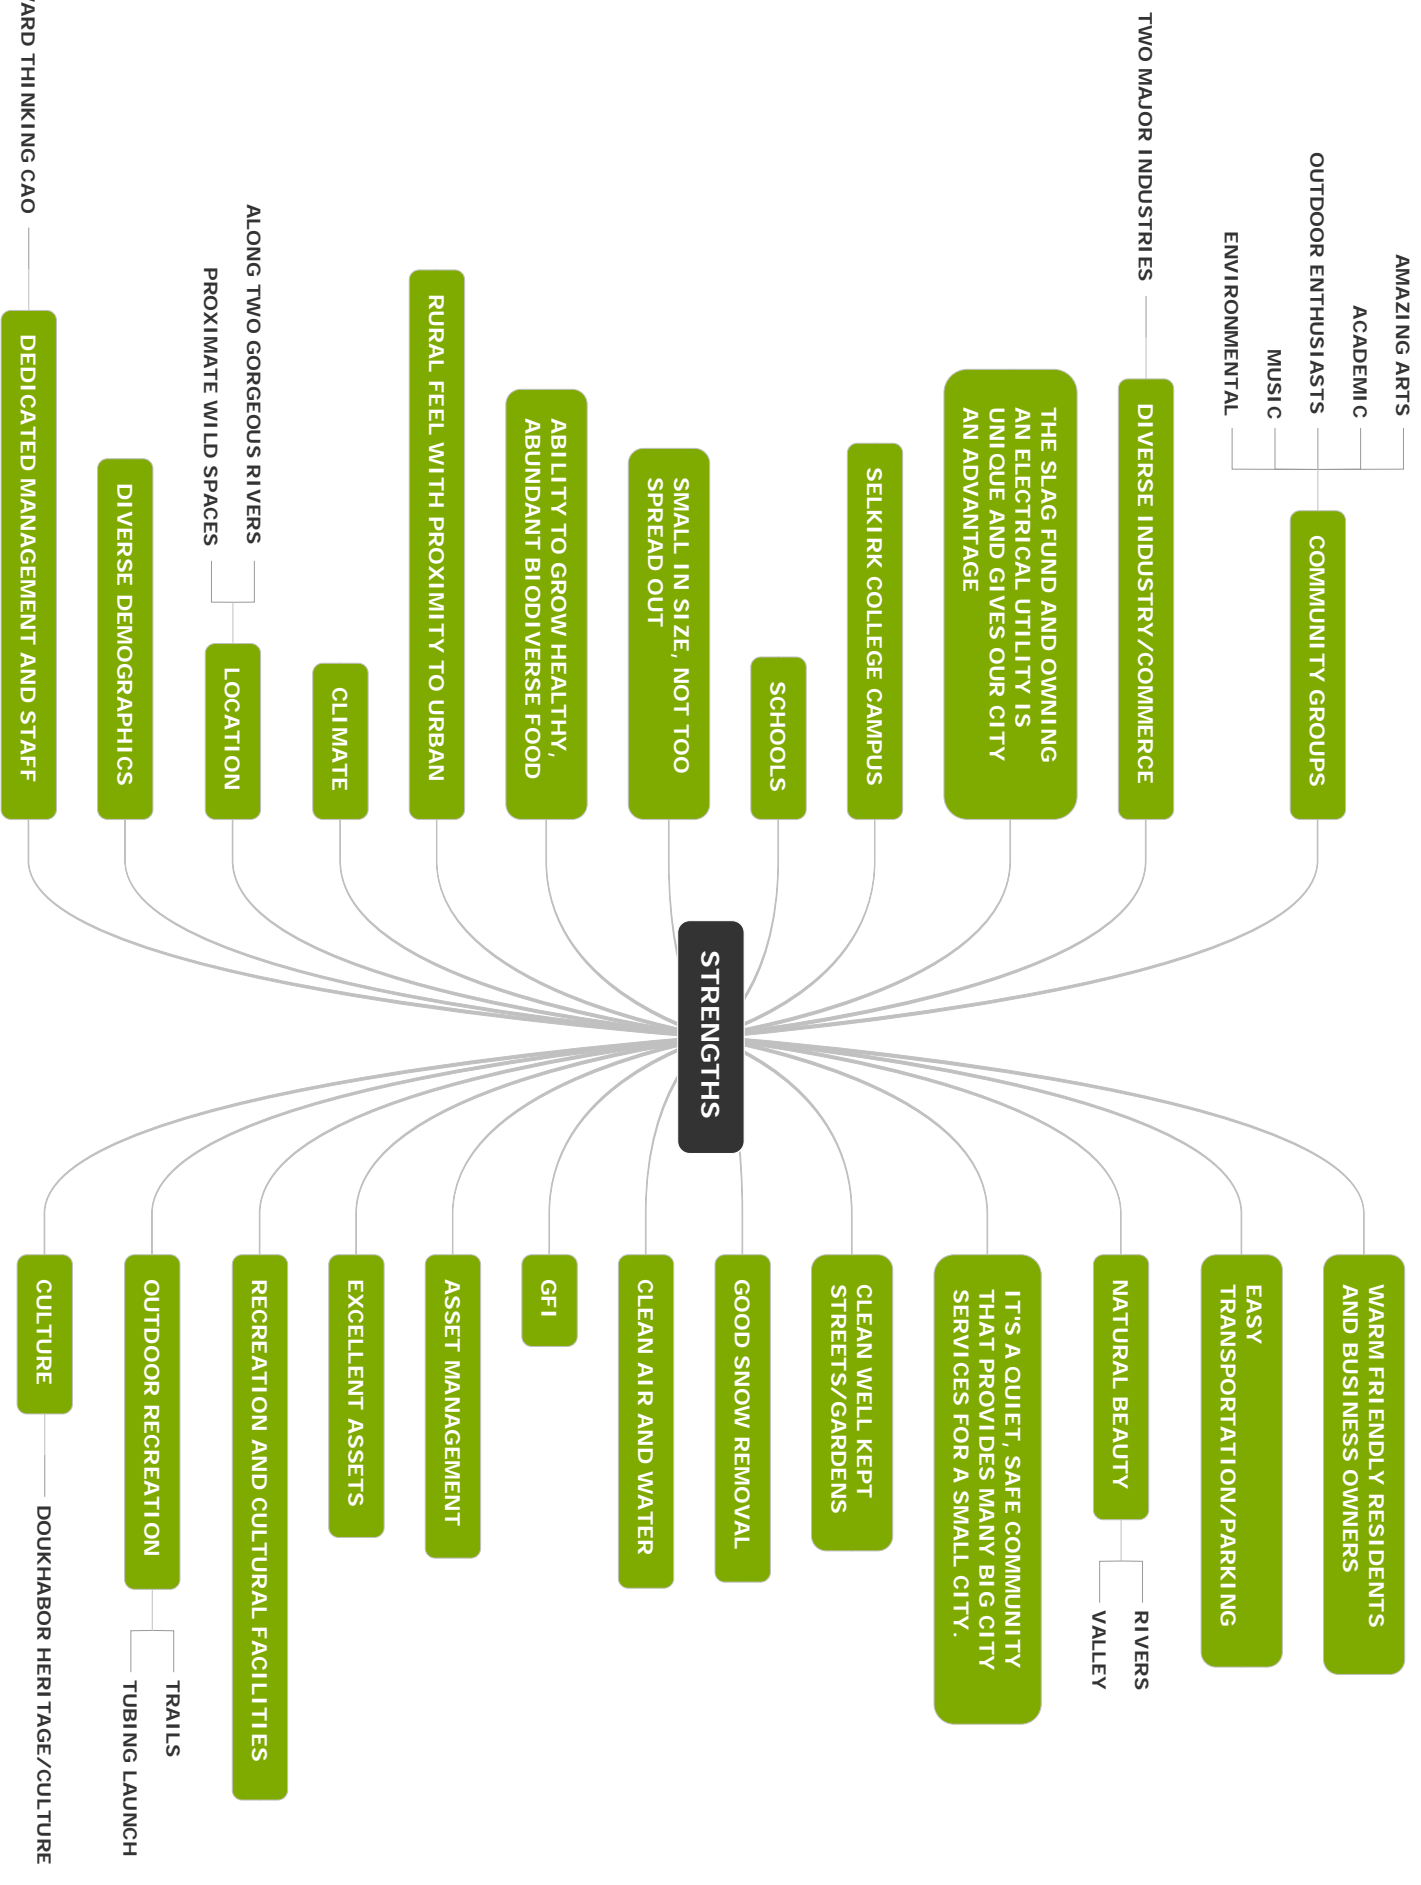 AMAZING ARTS
ACADEMIC
OUTDOOR ENTHUSIASTS
MUSIC
ENVIRONMENTAL
COMMUNITY GROUPS
TWO MAJOR INDUSTRIES
DIVERSE INDUSTRY/COMMERCE
THE SLAG FUND AND OWNING
AN ELECTRICAL UTILITY IS
UNIQUE AND GIVES OUR CITY
AN ADVANTAGE
SELKIRK COLLEGE CAMPUS
SCHOOLS
SMALL IN SIZE, NOT TOO
SPREAD OUT
ABILITY TO GROW HEALTHY,
ABUNDANT BIODIVERSE FOOD
RURAL FEEL WITH PROXIMITY TO URBAN
CLIMATE
ALONG TWO GORGEOUS RIVERS
PROXIMATE WILD SPACES
LOCATION
DIVERSE DEMOGRAPHICS
THINKING CAO
DEDICATED MANAGEMENT AND STAFF
STRENGTHS
WARM FRIENDLY RESIDENTS
AND BUSINESS OWNERS
EASY
TRANSPORTATION/PARKING
NATURAL BEAUTY
RIVERS
VALLEY
IT'S A QUIET, SAFE COMMUNITY
THAT PROVIDES MANY BIG CITY
SERVICES FOR A SMALL CITY.
CLEAN WELL KEPT
STREETS/GARDENS
GOOD SNOW REMOVAL
CLEAN AIR AND WATER
GFI
ASSET MANAGEMENT
EXCELLENT ASSETS
RECREATION AND CULTURAL FACILITIES
OUTDOOR RECREATION
TRAILS
TUBING LAUNCH
CULTURE
DOUKHABOR HERITAGE/CULTURE